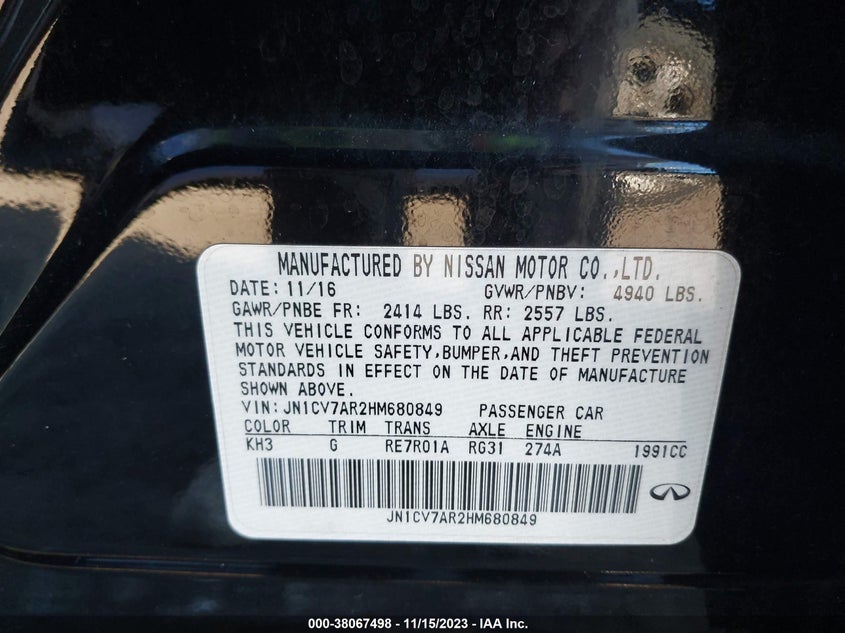 MANUFACTURED BY NISSAN MOTOR CO.,LTD.
DATE: 11/16 GVWR/PNBV: 4940 LBS.
GAWR/PNBE FR: 2414 LBS. RR: 2557 LBS.
THIS VEHICLE CONFORMS TO ALL APPLICABLE FEDERAL
MOTOR VEHICLE SAFETY,BUMPER,AND THEFT PREVENTION
STANDARDS IN EFFECT ON THE DATE OF MANUFACTURE
SHOWN ABOVE.
VIN:JN1CV7AR2HM680849 PASSENGER CAR
COLOR TRIM TRANS AXLE ENGINE
KH3 G RE7R01A RG31 274A 1991CC
JN1CV7AR2HM680849
000-38067498 - 11/15/2023 - IAA Inc.